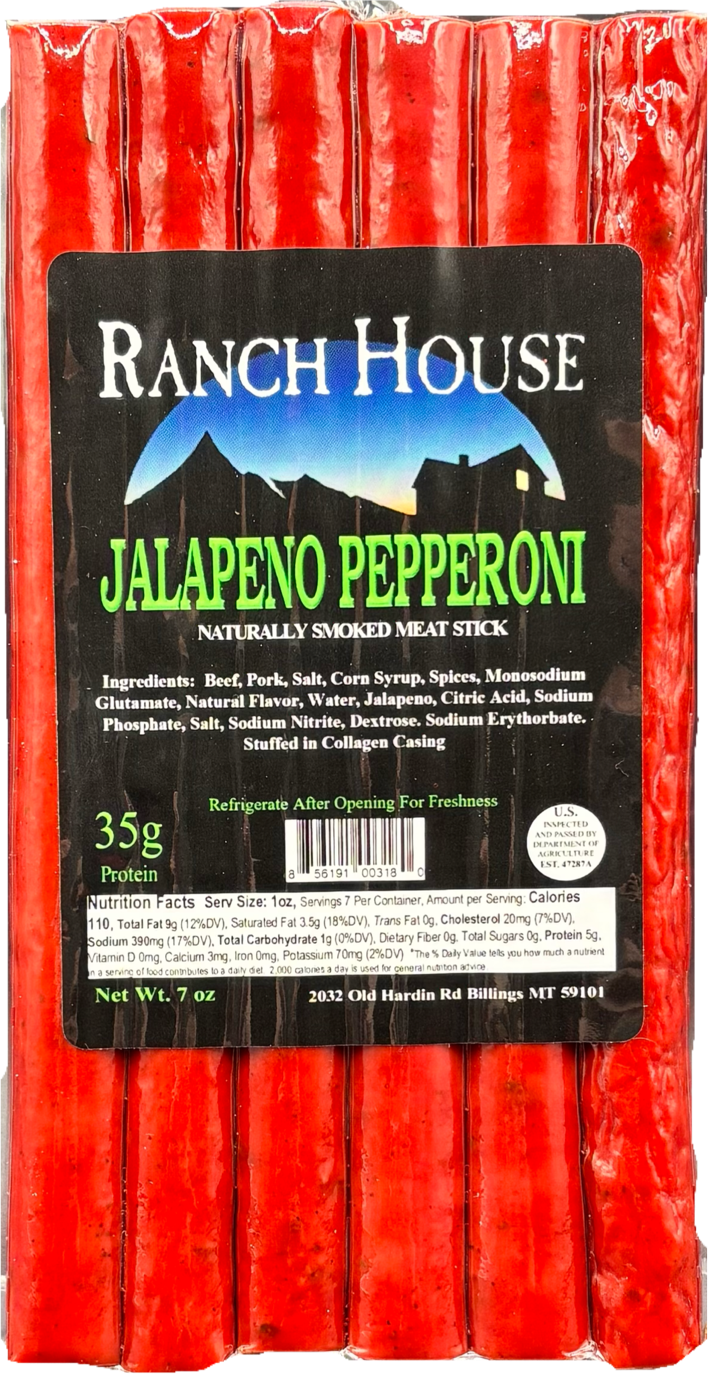 RANCH HOUSE
JALAPENO PEPPERONI
NATURALLY SMOKED MEAT STICK
Ingredients: Beef, Pork, Salt, Corn Syrup, Spices, Monosodium
Glutamate, Natural Flavor, Water, Jalapeno, Citric Acid, Sodium
Phosphate, Salt, Sodium Nitrite, Dextrose. Sodium Erythorbate.
Stuffed in Collagen Casing
Refrigerate After Opening For Freshness
35g
Protein
8 56191 00318 0
U.S.
INSPECTED
AND PASSED BY
DEPARTMENT OF
AGRICULTURE
EST. 47287A
Nutrition Facts Serv Size: 1oz, Servings 7 Per Container, Amount per Serving: Calories
110, Total Fat 9g (12%DV), Saturated Fat 3.5g (18%DV), Trans Fat 0g, Cholesterol 20mg (7%DV),
Sodium 390mg (17%DV), Total Carbohydrate 1g (0%DV), Dietary Fiber 0g, Total Sugars 0g, Protein 5g,
Vitamin D 0mg, Calcium 3mg, Iron 0mg, Potassium 70mg (2%DV) *The % Daily Value tells you how much a nutrient
in a serving of food contributes to a daily diet 2,000 calories a day is used for general nutrition advice
Net Wt. 7 oz
2032 Old Hardin Rd Billings MT 59101